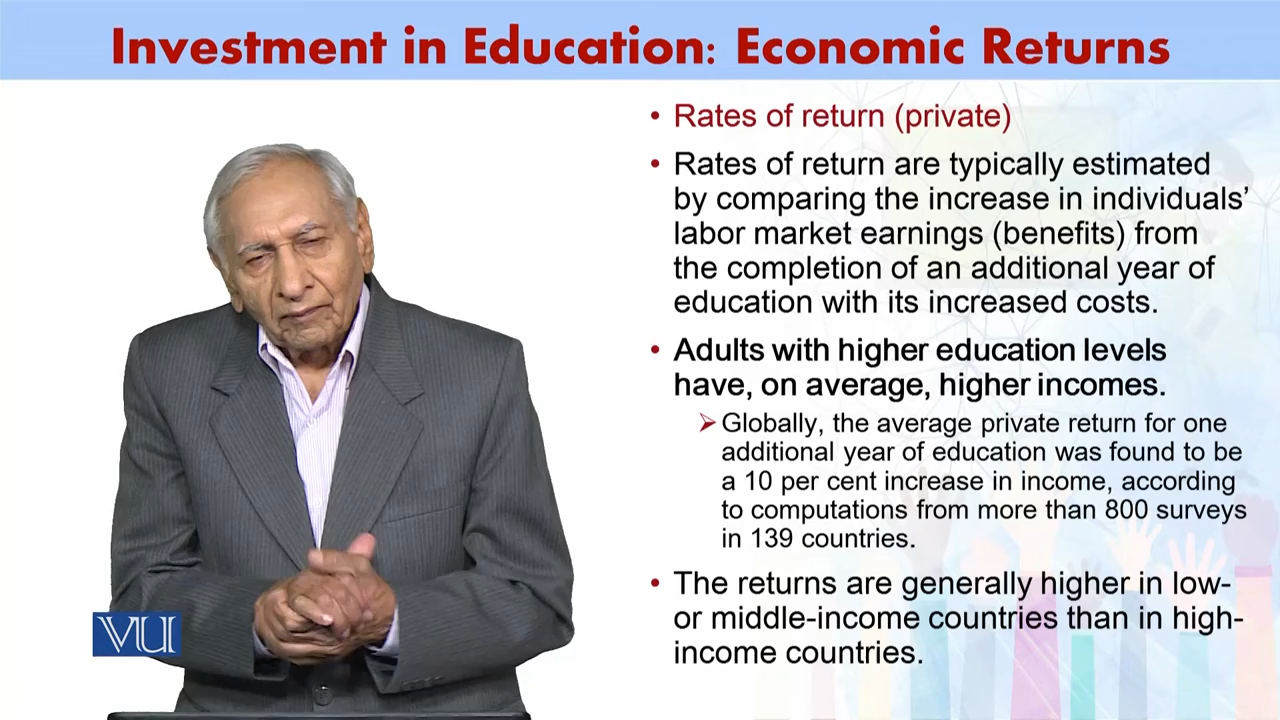 Investment in Education: Economic Returns
• Rates of return (private)
• Rates of return are typically estimated
by comparing the increase in individuals’
labor market earnings (benefits) from
the completion of an additional year of
education with its increased costs.
• Adults with higher education levels
have, on average, higher incomes.
➢ Globally, the average private return for one
additional year of education was found to be
a 10 per cent increase in income, according
to computations from more than 800 surveys
in 139 countries.
• The returns are generally higher in low-
or middle-income countries than in high-
income countries.
VU